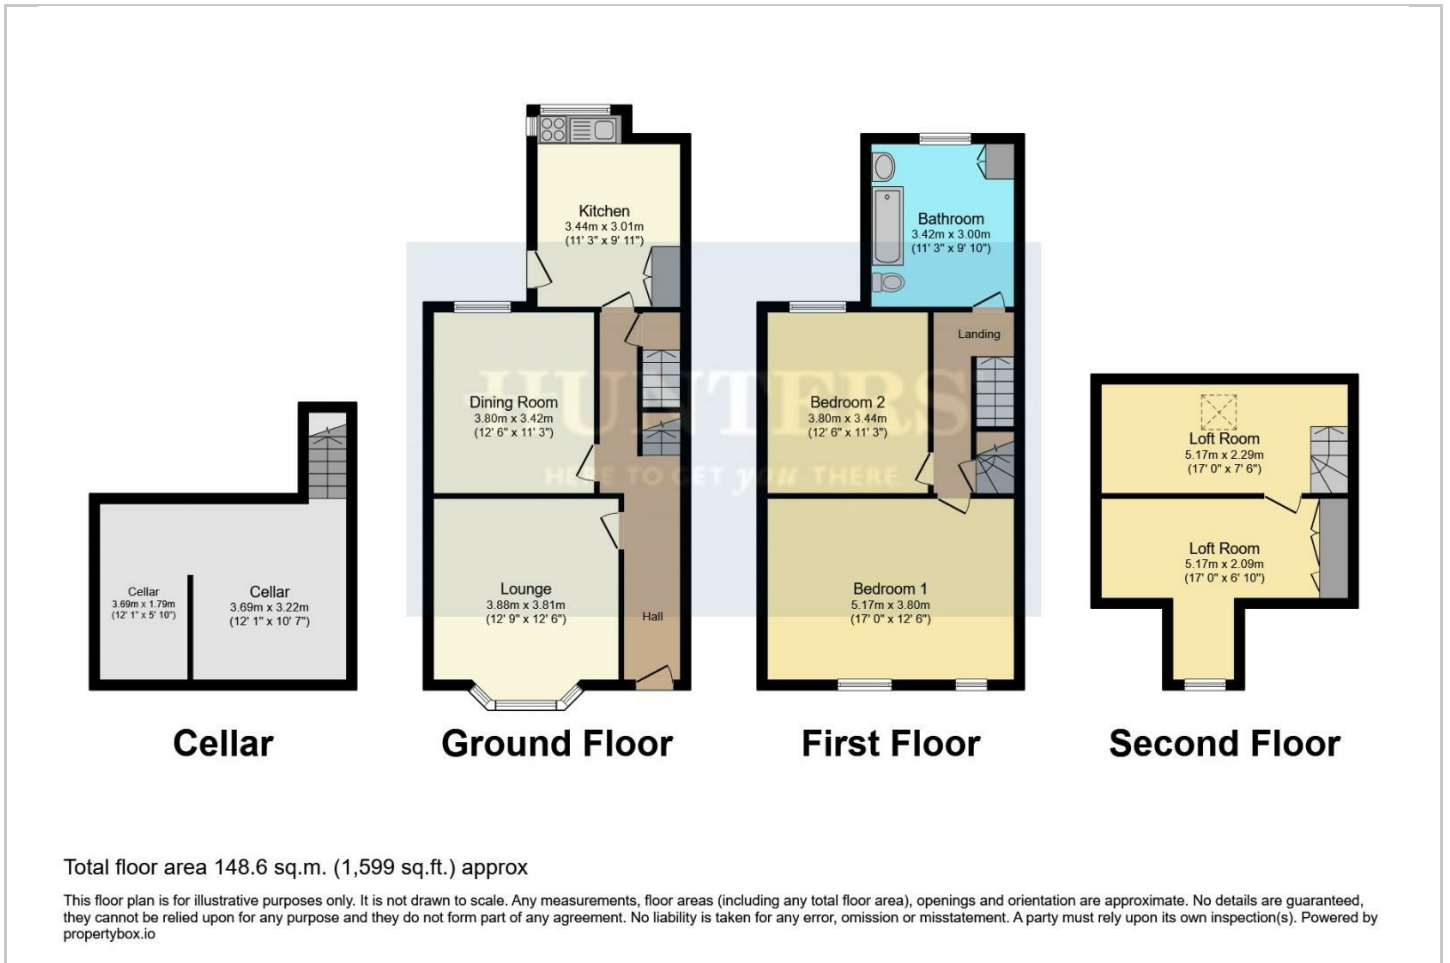 Kitchen
3.44m x 3.01m
(11' 3" x 9' 11")
Bathroom
3.42m x 3.00m
(11' 3" x 9' 10")
Landing
HUNTERS
HERE TO GET you THERE
Dining Room
3.80m x 3.42m
(12' 6" x 11' 3")
Bedroom 2
3.80m x 3.44m
(12' 6" x 11' 3")
Loft Room
5.17m x 2.29m
(17' 0" x 7' 6")
Loft Room
5.17m x 2.09m
(17' 0" x 6' 10")
Cellar
3.69m x 1.79m
(12' 1" x 5' 10")
Cellar
3.69m x 3.22m
(12' 1" x 10' 7")
Lounge
3.88m x 3.81m
(12' 9" x 12' 6")
Hall
Bedroom 1
5.17m x 3.80m
(17' 0" x 12' 6")
Cellar
Ground Floor
First Floor
Second Floor
Total floor area 148.6 sq.m. (1,599 sq.ft.) approx
This floor plan is for illustrative purposes only. It is not drawn to scale. Any measurements, floor areas (including any total floor area), openings and orientation are approximate. No details are guaranteed,
they cannot be relied upon for any purpose and they do not form part of any agreement. No liability is taken for any error, omission or misstatement. A party must rely upon its own inspection(s). Powered by
propertybox.io